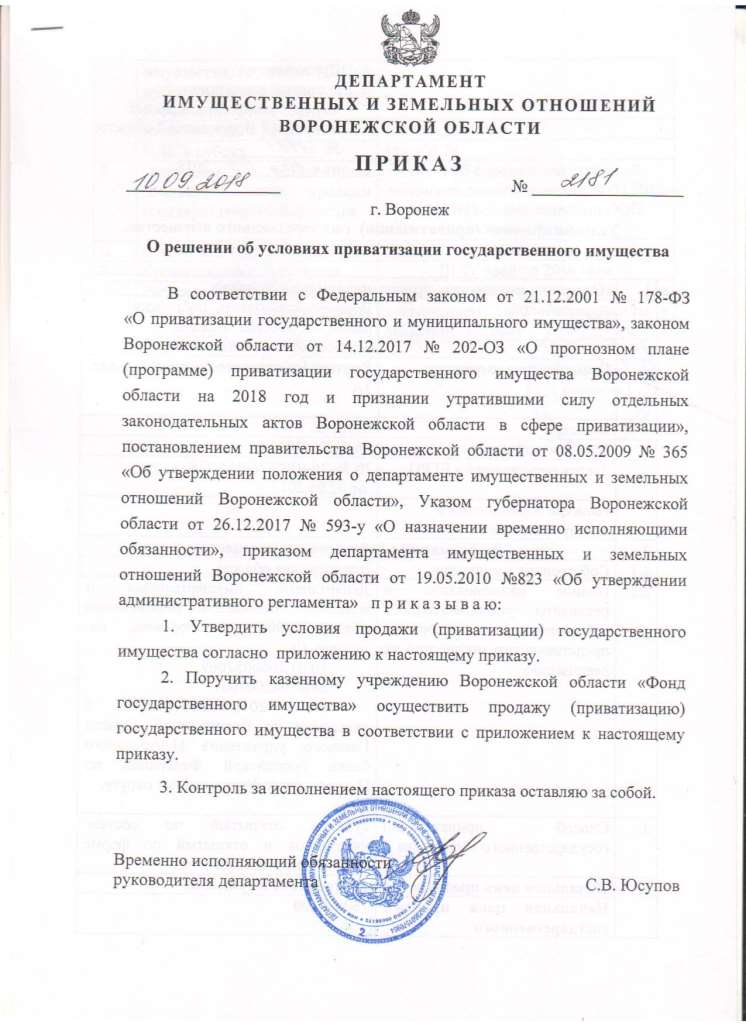 ДЕПАРТАМЕНТ
ИМУЩЕСТВЕННЫХ И ЗЕМЕЛЬНЫХ ОТНОШЕНИЙ
ВОРОНЕЖСКОЙ ОБЛАСТИ
ПРИКАЗ
10.09.2018 № 2181
г. Воронеж
О решении об условиях приватизации государственного имущества
В соответствии с Федеральным законом от 21.12.2001 № 178-ФЗ
«О приватизации государственного и муниципального имущества», законом
Воронежской области от 14.12.2017 № 202-ОЗ «О прогнозном плане
(программе) приватизации государственного имущества Воронежской
области на 2018 год и признании утратившими силу отдельных
законодательных актов Воронежской области в сфере приватизации»,
постановлением правительства Воронежской области от 08.05.2009 № 365
«Об утверждении положения о департаменте имущественных и земельных
отношений Воронежской области», Указом губернатора Воронежской
области от 26.12.2017 № 593-у «О назначении временно исполняющими
обязанности», приказом департамента имущественных и земельных
отношений Воронежской области от 19.05.2010 №823 «Об утверждении
административного регламента» п р и к а з ы в а ю:
1. Утвердить условия продажи (приватизации) государственного
имущества согласно приложению к настоящему приказу.
2. Поручить казенному учреждению Воронежской области «Фонд
государственного имущества» осуществить продажу (приватизацию)
государственного имущества в соответствии с приложением к настоящему
приказу.
3. Контроль за исполнением настоящего приказа оставляю за собой.
Временно исполняющий обязанности
руководителя департамента С.В. Юсупов
2